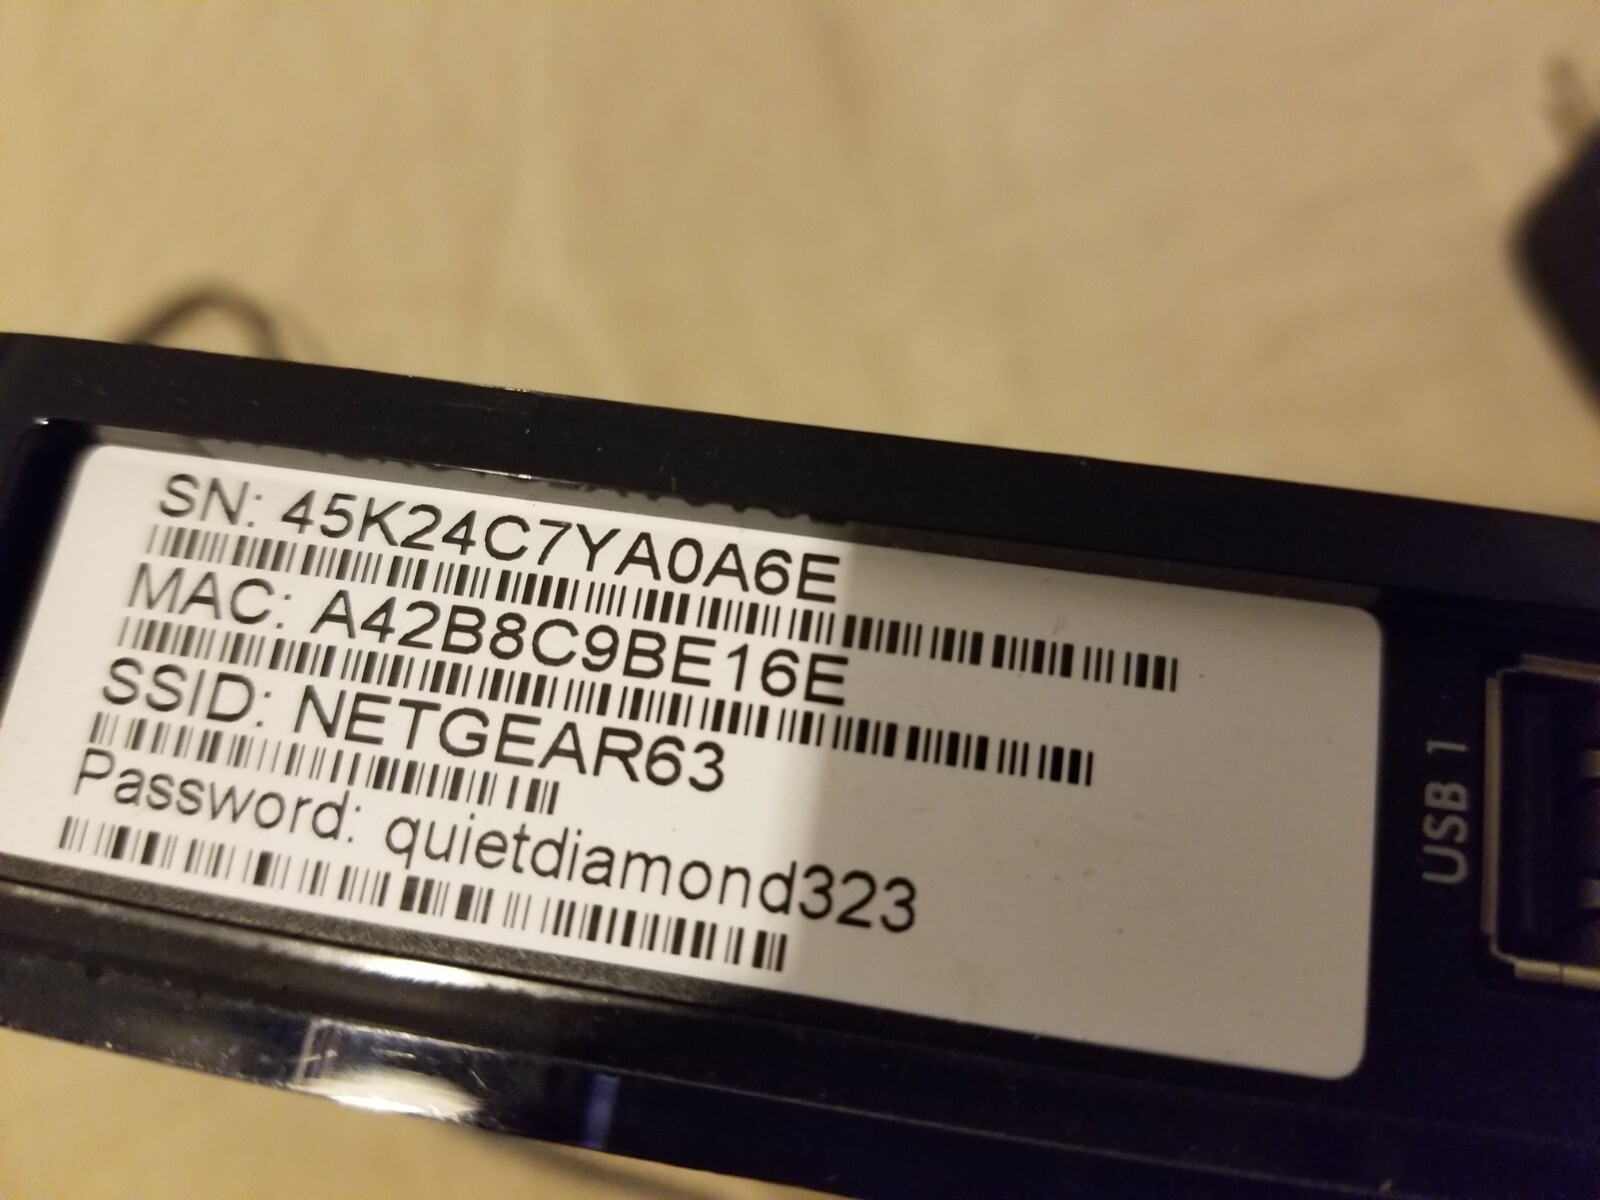 SN: 45K24C7YA0A6E
MAC: A42B8C9BE16E
SSID: NETGEAR63
Password: quietdiamond323
USB 1